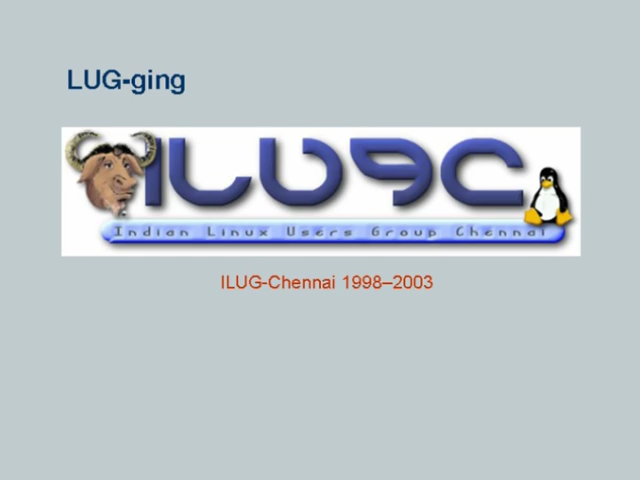 LUG-ging
ILUGC
Indian Linux Users Group Chennai
ILUG-Chennai 1998–2003